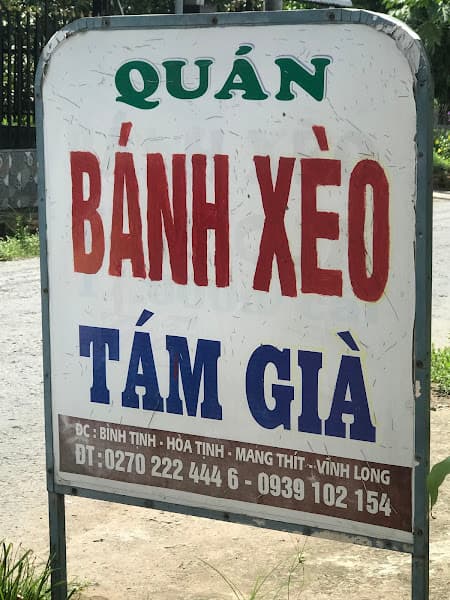 QUÁN
BÁNH XÈO
TÁM GIÀ
ĐC : BÌNH TỊNH - HÒA TỊNH - MANG THÍT - VĨNH LONG
ĐT : 0270 222 444 6 - 0939 102 154